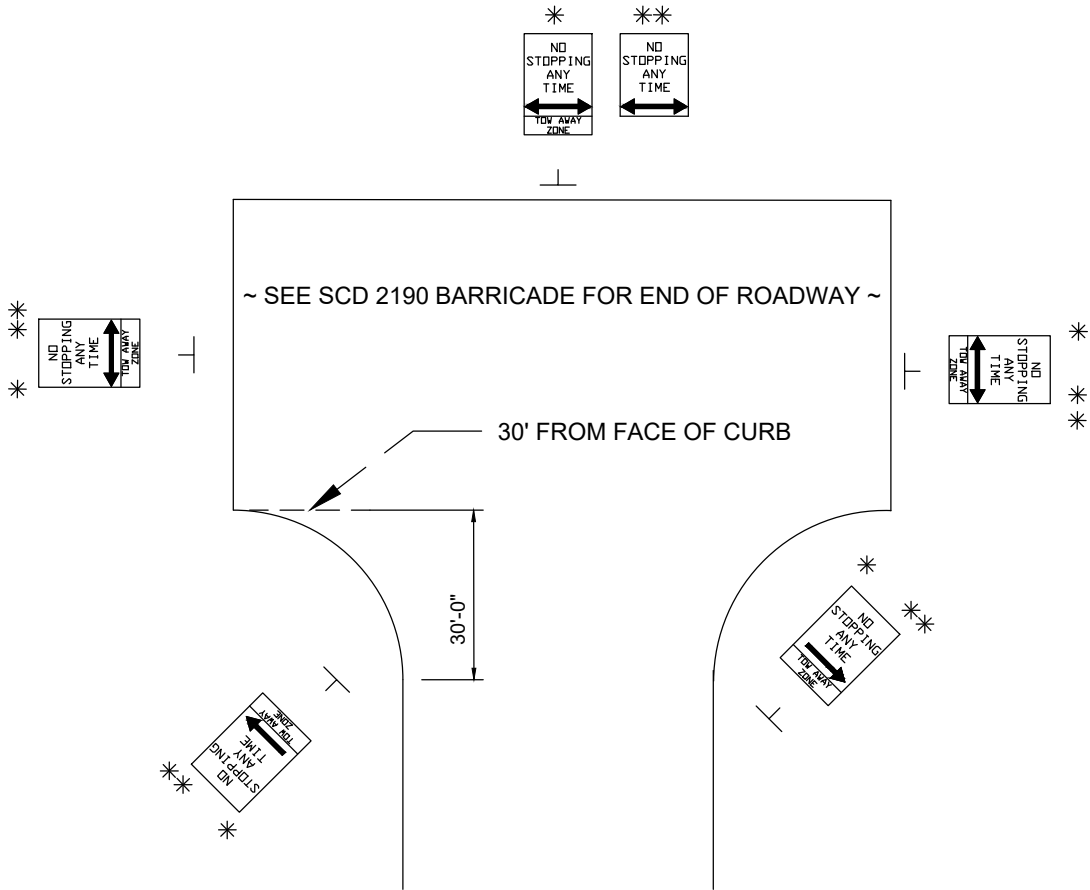 * **
NO
STOPPING
ANY
TIME
TOW AWAY
ZONE
NO
STOPPING
ANY
TIME
~ SEE SCD 2190 BARRICADE FOR END OF ROADWAY ~
**
*
NO
STOPPING
ANY
TIME
TOW AWAY
ZONE
*
**
NO
STOPPING
ANY
TIME
TOW AWAY
ZONE
30' FROM FACE OF CURB
30'-0"
*
**
NO
STOPPING
ANY
TIME
TOW AWAY
ZONE
**
*
NO
STOPPING
ANY
TIME
TOW AWAY
ZONE